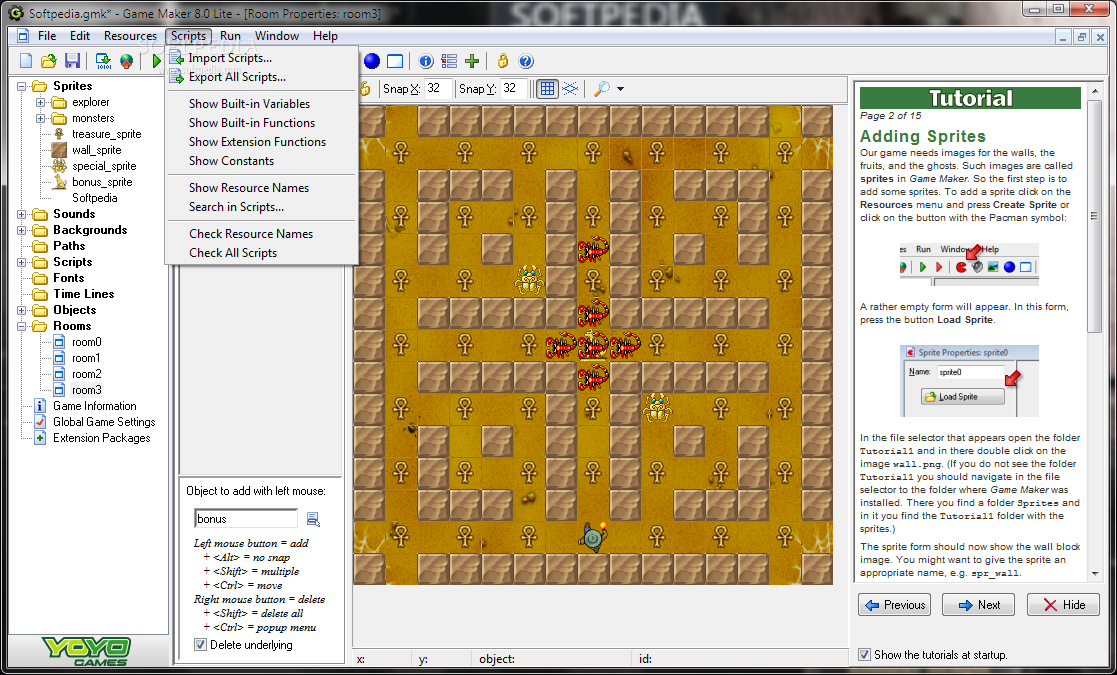 Softpedia.gmk* - Game Maker 8.0 Lite - [Room Properties: room3]
SOFTPEDIA
File Edit Resources Scripts Run Window Help
SOFTPEDIA
Import Scripts...
Export All Scripts...
Show Built-in Variables
Show Built-in Functions
Show Extension Functions
Show Constants
Show Resource Names
Search in Scripts...
Check Resource Names
Check All Scripts
Snap X: 32 Snap Y: 32
Sprites
explorer
monsters
treasure_sprite
wall_sprite
special_sprite
bonus_sprite
Softpedia
Sounds
Backgrounds
Paths
Scripts
Fonts
Time Lines
Objects
Rooms
room0
room1
room2
room3
Game Information
Global Game Settings
Extension Packages
YOYO
GAMES
Object to add with left mouse:
bonus
Left mouse button = add
+ <Alt> = no snap
+ <Shift> = multiple
+ <Ctrl> = move
Right mouse button = delete
+ <Shift> = delete all
+ <Ctrl> = popup menu
Delete underlying
x: y: object: id:
Tutorial
Page 2 of 15
Adding Sprites
Our game needs images for the walls, the
fruits, and the ghosts. Such images are called
sprites in Game Maker. So the first step is to
add some sprites. To add a sprite click on the
Resources menu and press Create Sprite or
click on the button with the Pacman symbol:
es Run Window Help
A rather empty form will appear. In this form,
press the button Load Sprite.
Sprite Properties: sprite0
Name: sprite0
Load Sprite
In the file selector that appears open the folder
Tutorial1 and in there double click on the
image wall.png. (If you do not see the folder
Tutorial1 you should navigate in the file
selector to the folder where Game Maker was
installed. There you find a folder Sprites and
in it you find the Tutorial1 folder with the
sprites.)
The sprite form should now show the wall block
image. You might want to give the sprite an
appropriate name, e.g. spr_wall.
Previous Next Hide
Show the tutorials at startup.